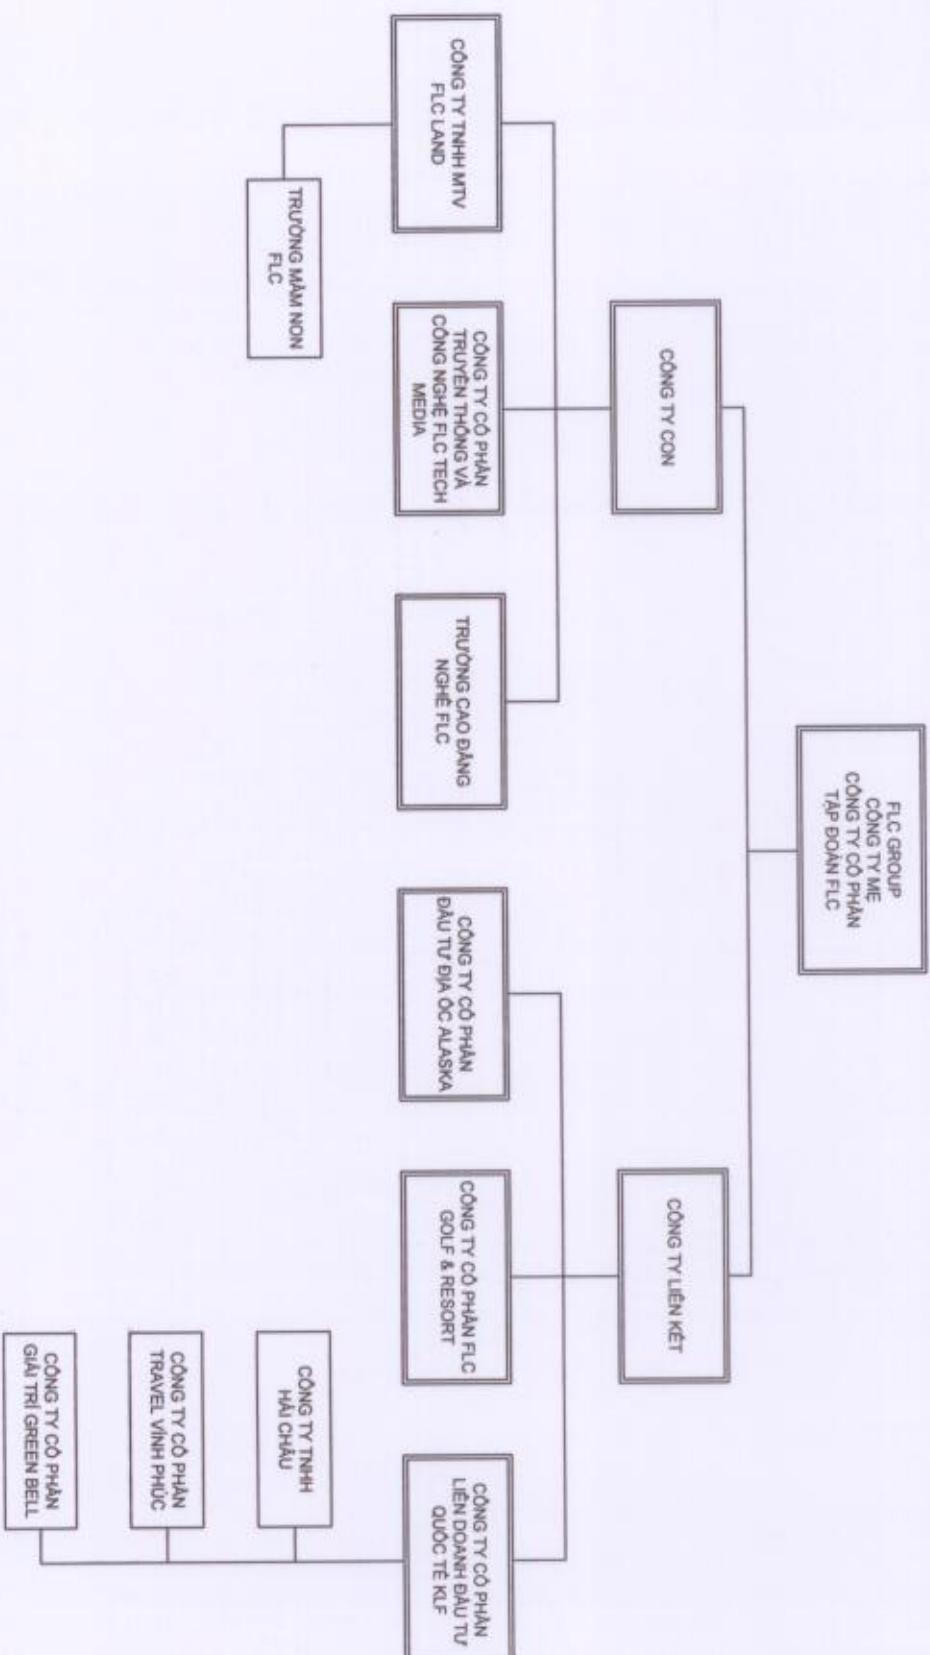 FLC GROUP
CÔNG TY MẸ
CÔNG TY CỔ PHẦN
TẬP ĐOÀN FLC
CÔNG TY CON
CÔNG TY LIÊN KẾT
CÔNG TY TNHH MTV
FLC LAND
CÔNG TY CỔ PHẦN
TRUYỀN THÔNG VÀ
CÔNG NGHỆ FLC TECH
MEDIA
TRƯỜNG CAO ĐẲNG
NGHỀ FLC
CÔNG TY CỔ PHẦN
ĐẦU TƯ ĐỊA ỐC ALASKA
CÔNG TY CỔ PHẦN FLC
GOLF & RESORT
CÔNG TY CỔ PHẦN
LIÊN DOANH ĐẦU TƯ
QUỐC TẾ KLF
TRƯỜNG MẦM NON
FLC
CÔNG TY TNHH
HẢI CHÂU
CÔNG TY CỔ PHẦN
TRAVEL VĨNH PHÚC
CÔNG TY CỔ PHẦN
GIẢI TRÍ GREEN BELL